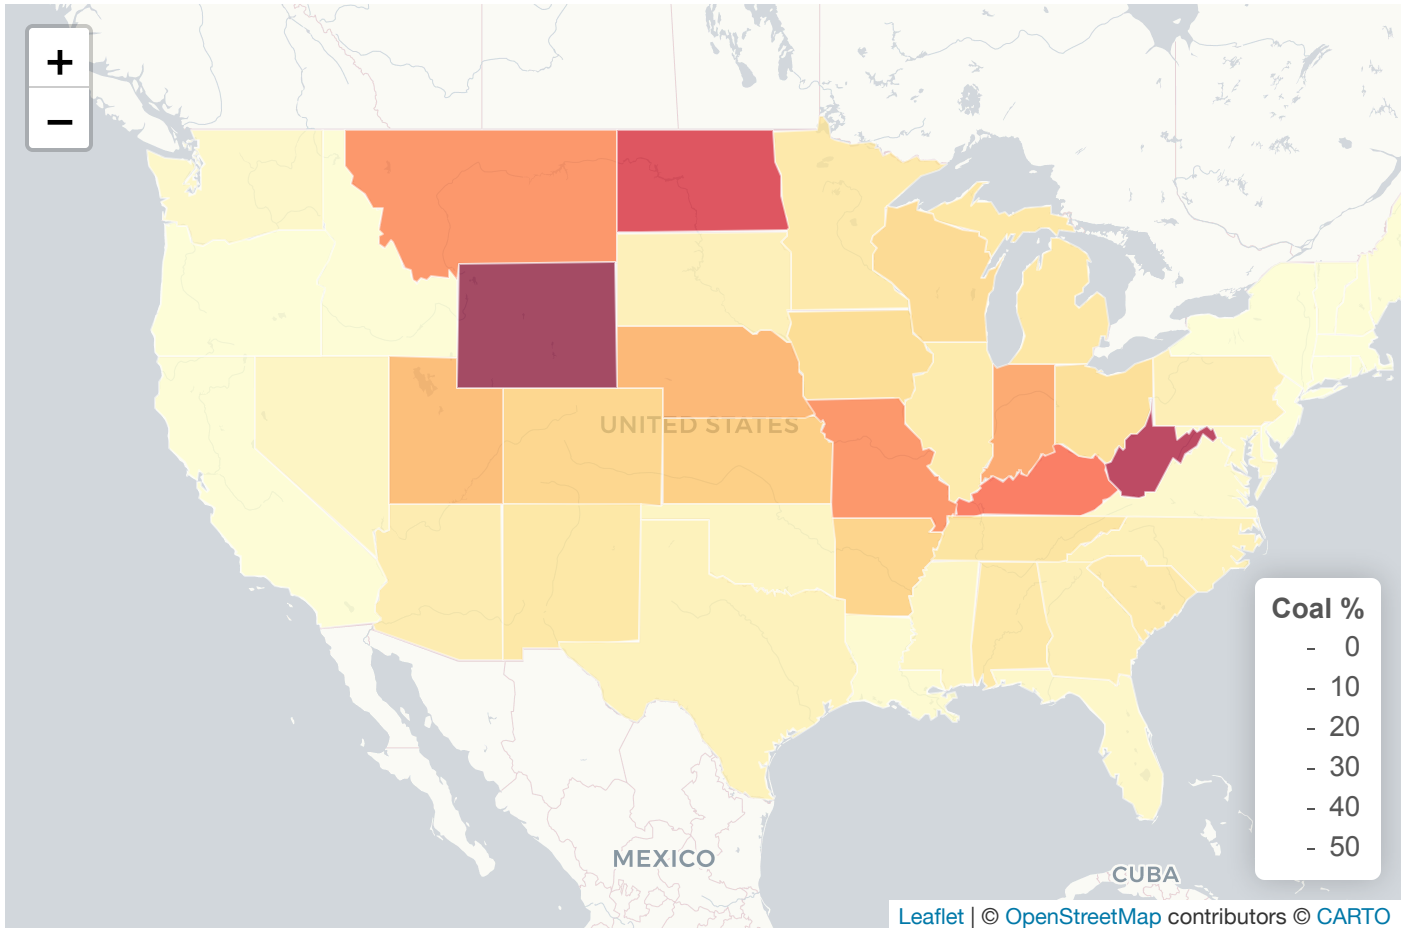 +
−
UNITED STATES
Coal %
- 0
- 10
- 20
- 30
- 40
- 50
MEXICO
CUBA
Leaflet | © OpenStreetMap contributors © CARTO